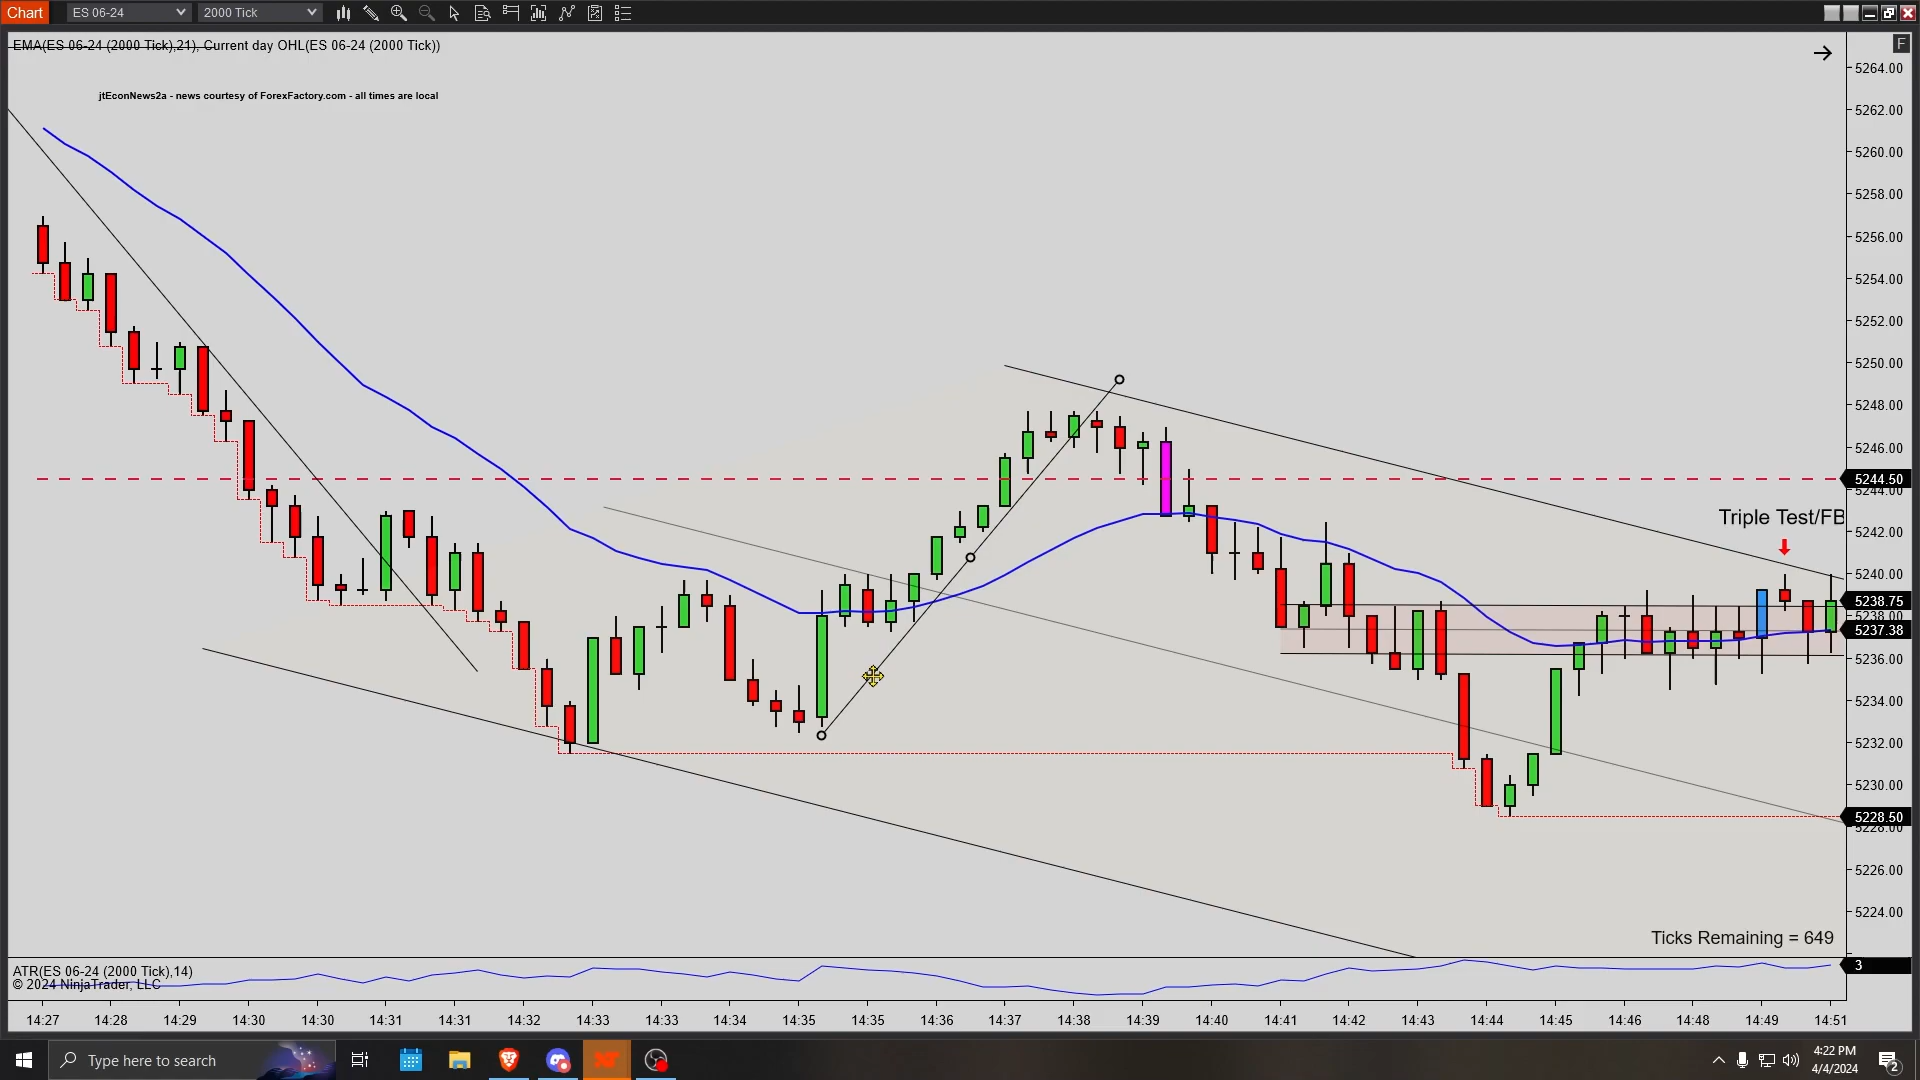 Chart ES 06-24 2000 Tick
EMA(ES 06-24 (2000 Tick),21), Current day OHL(ES 06-24 (2000 Tick))
F
jtEconNews2a - news courtesy of ForexFactory.com - all times are local
5264.00
5262.00
5260.00
5258.00
5256.00
5254.00
5252.00
5250.00
5248.00
5246.00
5244.50
5244.00
Triple Test/FB
5242.00
5240.00
5238.75
5238.00
5237.38
5236.00
5234.00
5232.00
5230.00
5228.50
5228.00
5226.00
5224.00
Ticks Remaining = 649
3
ATR(ES 06-24 (2000 Tick),14)
© 2024 NinjaTrader, LLC
14:27 14:28 14:29 14:30 14:30 14:31 14:31 14:32 14:33 14:33 14:34 14:35 14:35 14:36 14:37 14:38 14:39 14:40 14:41 14:42 14:43 14:44 14:45 14:46 14:48 14:49 14:51
Type here to search
4:22 PM
4/4/2024
2